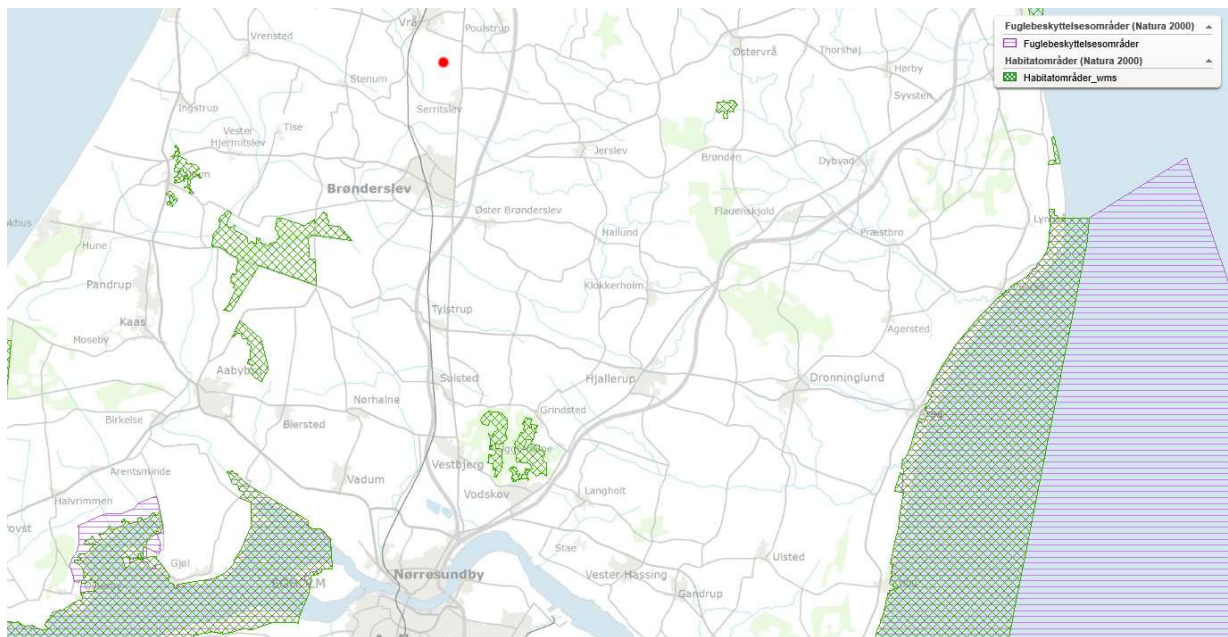 Vrå
Poulstrup
Vrensted
Fuglebeskyttelsesområder (Natura 2000)
Fuglebeskyttelsesområder
Habitatområder (Natura 2000)
Habitatområder_wms
Østervrå
Thorshøj
Hørby
Stenum
Syvsten
Ingstrup
Serritslev
Vester
Hjermitslev
Tise
Jerslev
Brønden
Dybvad
Brønderslev
Øster Brønderslev
Flauenskjold
Hune
Hallund
Præstbro
Pandrup
Klokkerholm
Kaas
Tylstrup
Agersted
Moseby
Aabybro
Sulsted
Hjallerup
Dronninglund
Nørhalne
Birkelse
Biersted
Grindsted
Arentsminde
Vestbjerg
Vadum
Halvrimmen
Vodskov
Langholt
Stae
Gjøl
Ulsted
Nørresundby
Vester Hassing
EGHOLM
Gandrup